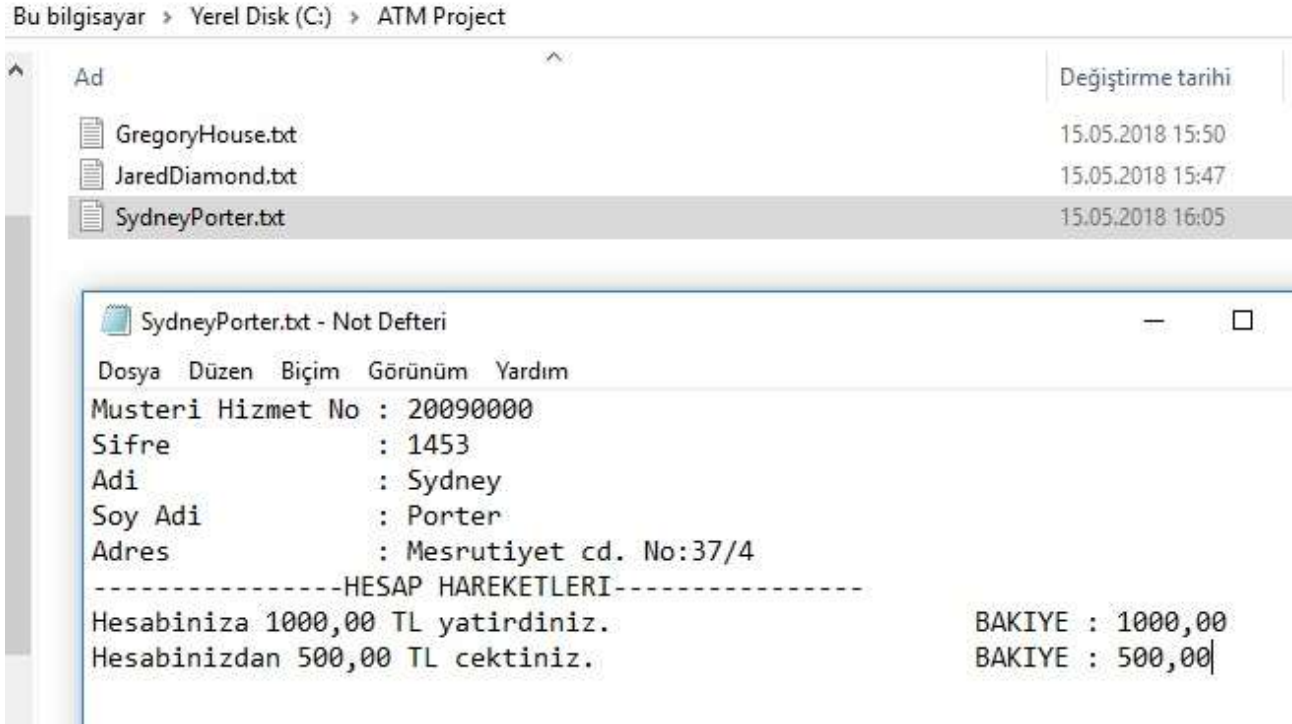 Bu bilgisayar > Yerel Disk (C:) > ATM Project
Ad Değiştirme tarihi
GregoryHouse.txt 15.05.2018 15:50
JaredDiamond.txt 15.05.2018 15:47
SydneyPorter.txt 15.05.2018 16:05
SydneyPorter.txt - Not Defteri
Dosya Düzen Biçim Görünüm Yardım
Musteri Hizmet No : 20090000
Sifre : 1453
Adi : Sydney
Soy Adi : Porter
Adres : Mesrutiyet cd. No:37/4
----------------HESAP HAREKETLERI----------------
Hesabiniza 1000,00 TL yatirdiniz. BAKIYE : 1000,00
Hesabinizdan 500,00 TL cektiniz. BAKIYE : 500,00